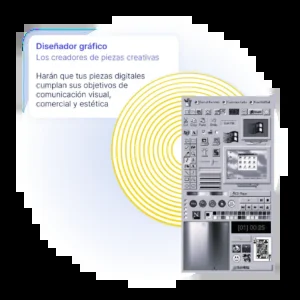 Diseñador gráfico
Los creadores de piezas creativas
Harán que tus piezas digitales
cumplan sus objetivos de
comunicación visual,
comercial y estética